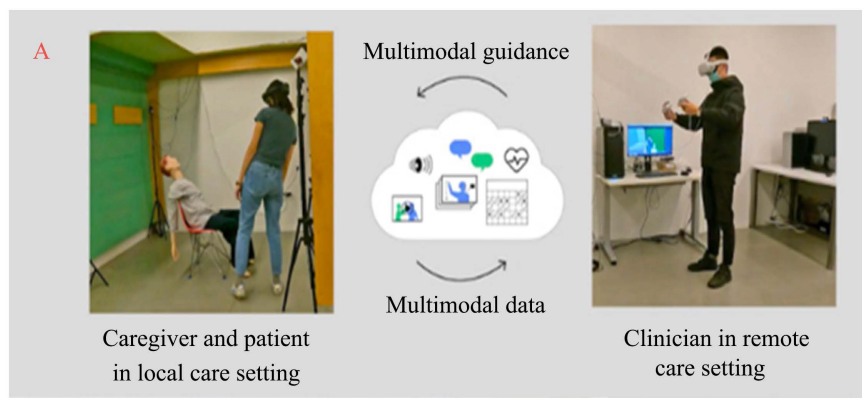 A
Multimodal guidance
Multimodal data
Caregiver and patient
in local care setting
Clinician in remote
care setting